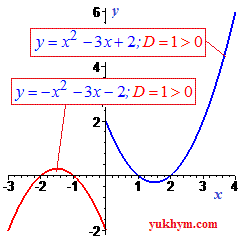 6
y
y = x² − 3x + 2; D = 1 > 0
4
y = −x² − 3x − 2; D = 1 > 0
2
-3 -2 -1 0 1 2 3 4
x
-2
yukhym.com